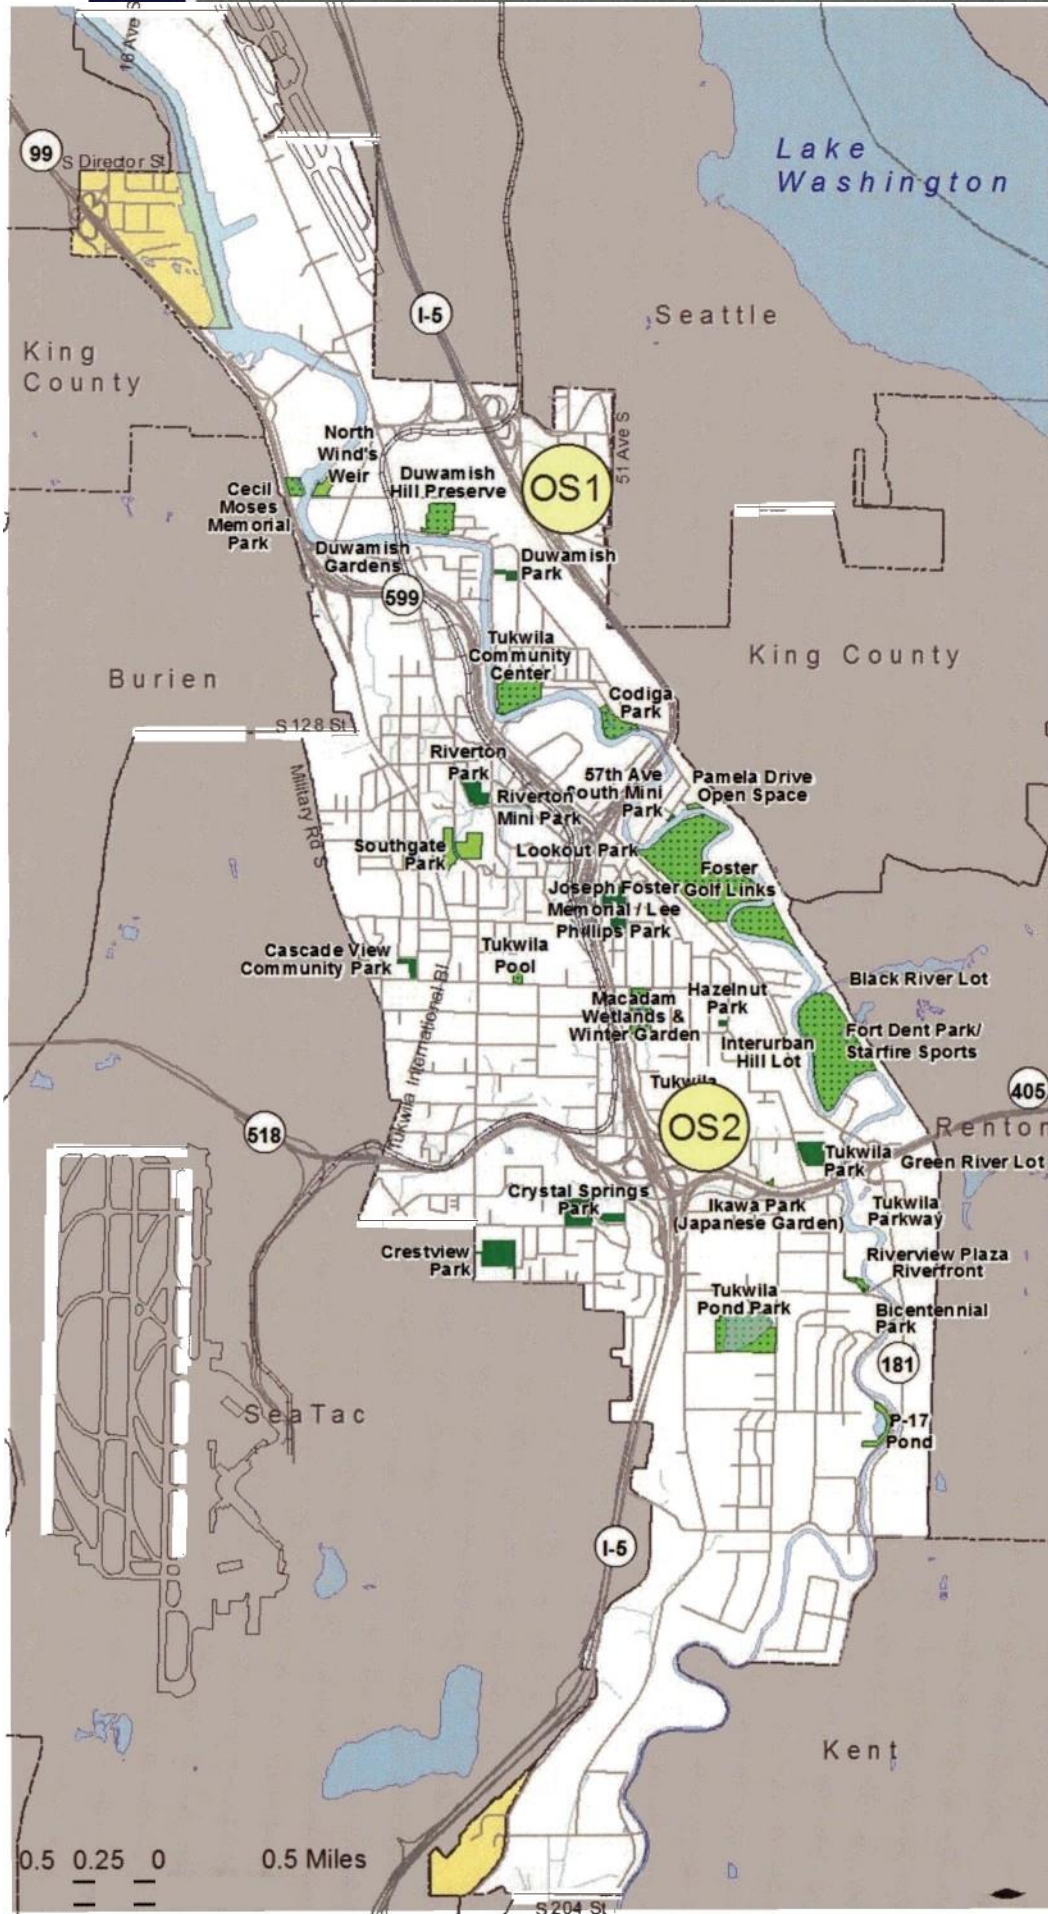 16 Ave S
99
S Director St
Lake
Washington
I-5
Seattle
King
County
51 Ave S
North
Wind's
Weir
Duwamish
Hill Preserve
OS1
Cecil
Moses
Memorial
Park
Duwamish
Gardens
Duwamish
Park
599
Tukwila
Community
Center
King County
Burien
Codiga
Park
S 128 St
Military Rd S
Riverton
Park
57th Ave
South Mini
Park
Pamela Drive
Open Space
Riverton
Mini Park
Southgate
Park
Lookout Park
Foster
Golf Links
Joseph Foster
Memorial / Lee
Phillips Park
Cascade View
Community Park
Tukwila
Pool
Tukwila International Bl
Black River Lot
Macadam
Wetlands &
Winter Garden
Hazelnut
Park
Interurban
Hill Lot
Fort Dent Park/
Starfire Sports
Tukwila
405
518
OS2
Renton
Tukwila
Park
Green River Lot
Crystal Springs
Park
Ikawa Park
(Japanese Garden)
Tukwila
Parkway
Crestview
Park
Riverview Plaza
Riverfront
Tukwila
Pond Park
Bicentennial
Park
181
SeaTac
P-17
Pond
I-5
Kent
0.5 0.25 0 0.5 Miles
S 204 St